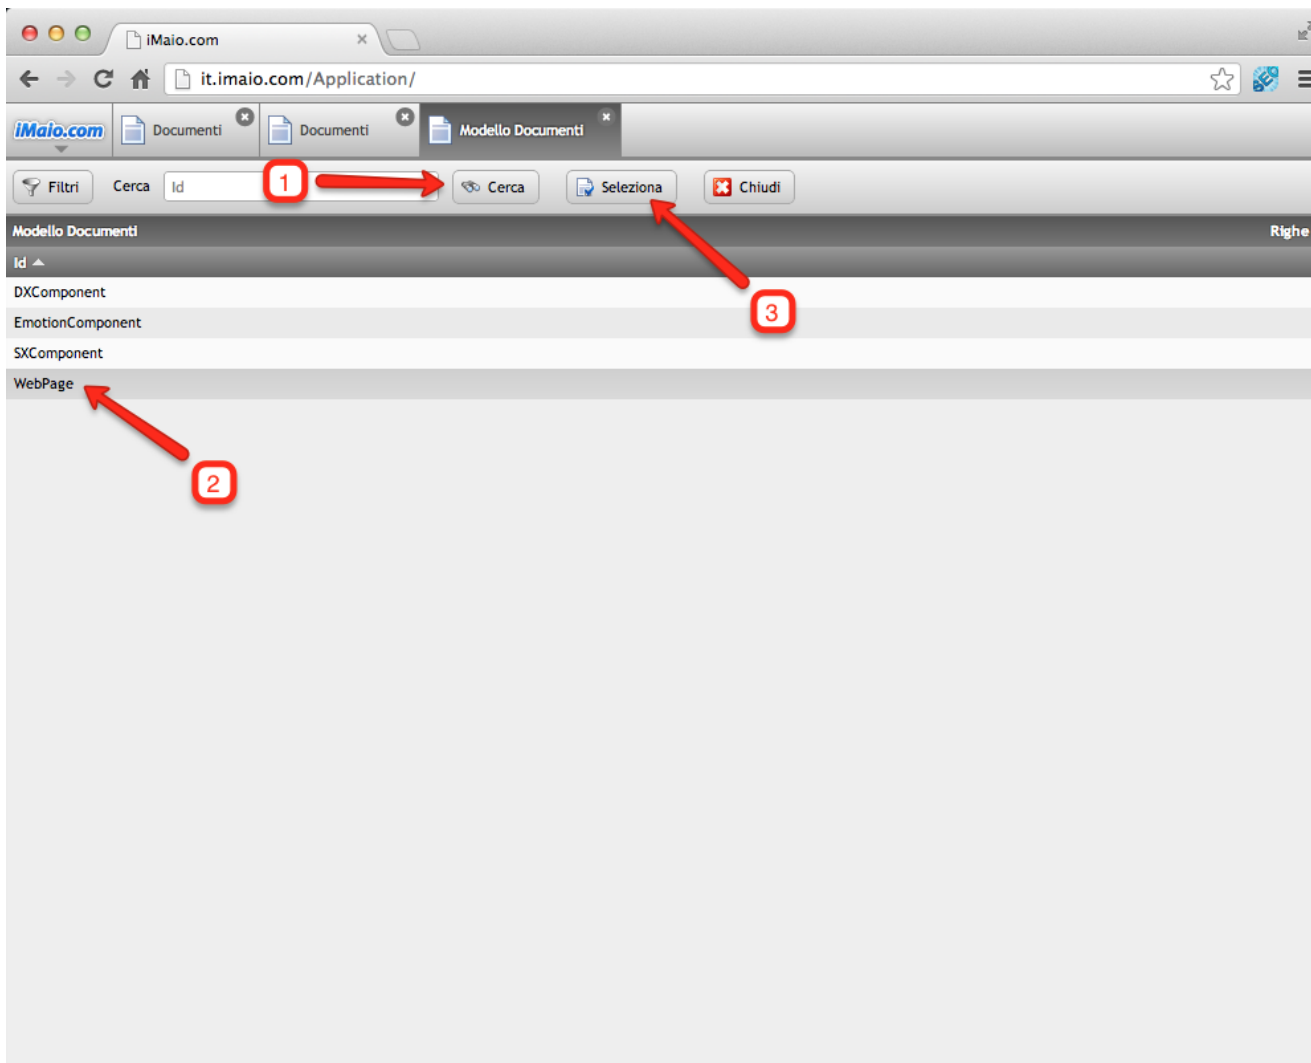 iMaio.com
it.imaio.com/Application/
iMaio.com Documenti Documenti Modello Documenti
Filtri Cerca Id 1 Cerca Seleziona Chiudi
Modello Documenti Righe
Id
DXComponent
3
EmotionComponent
SXComponent
WebPage
2